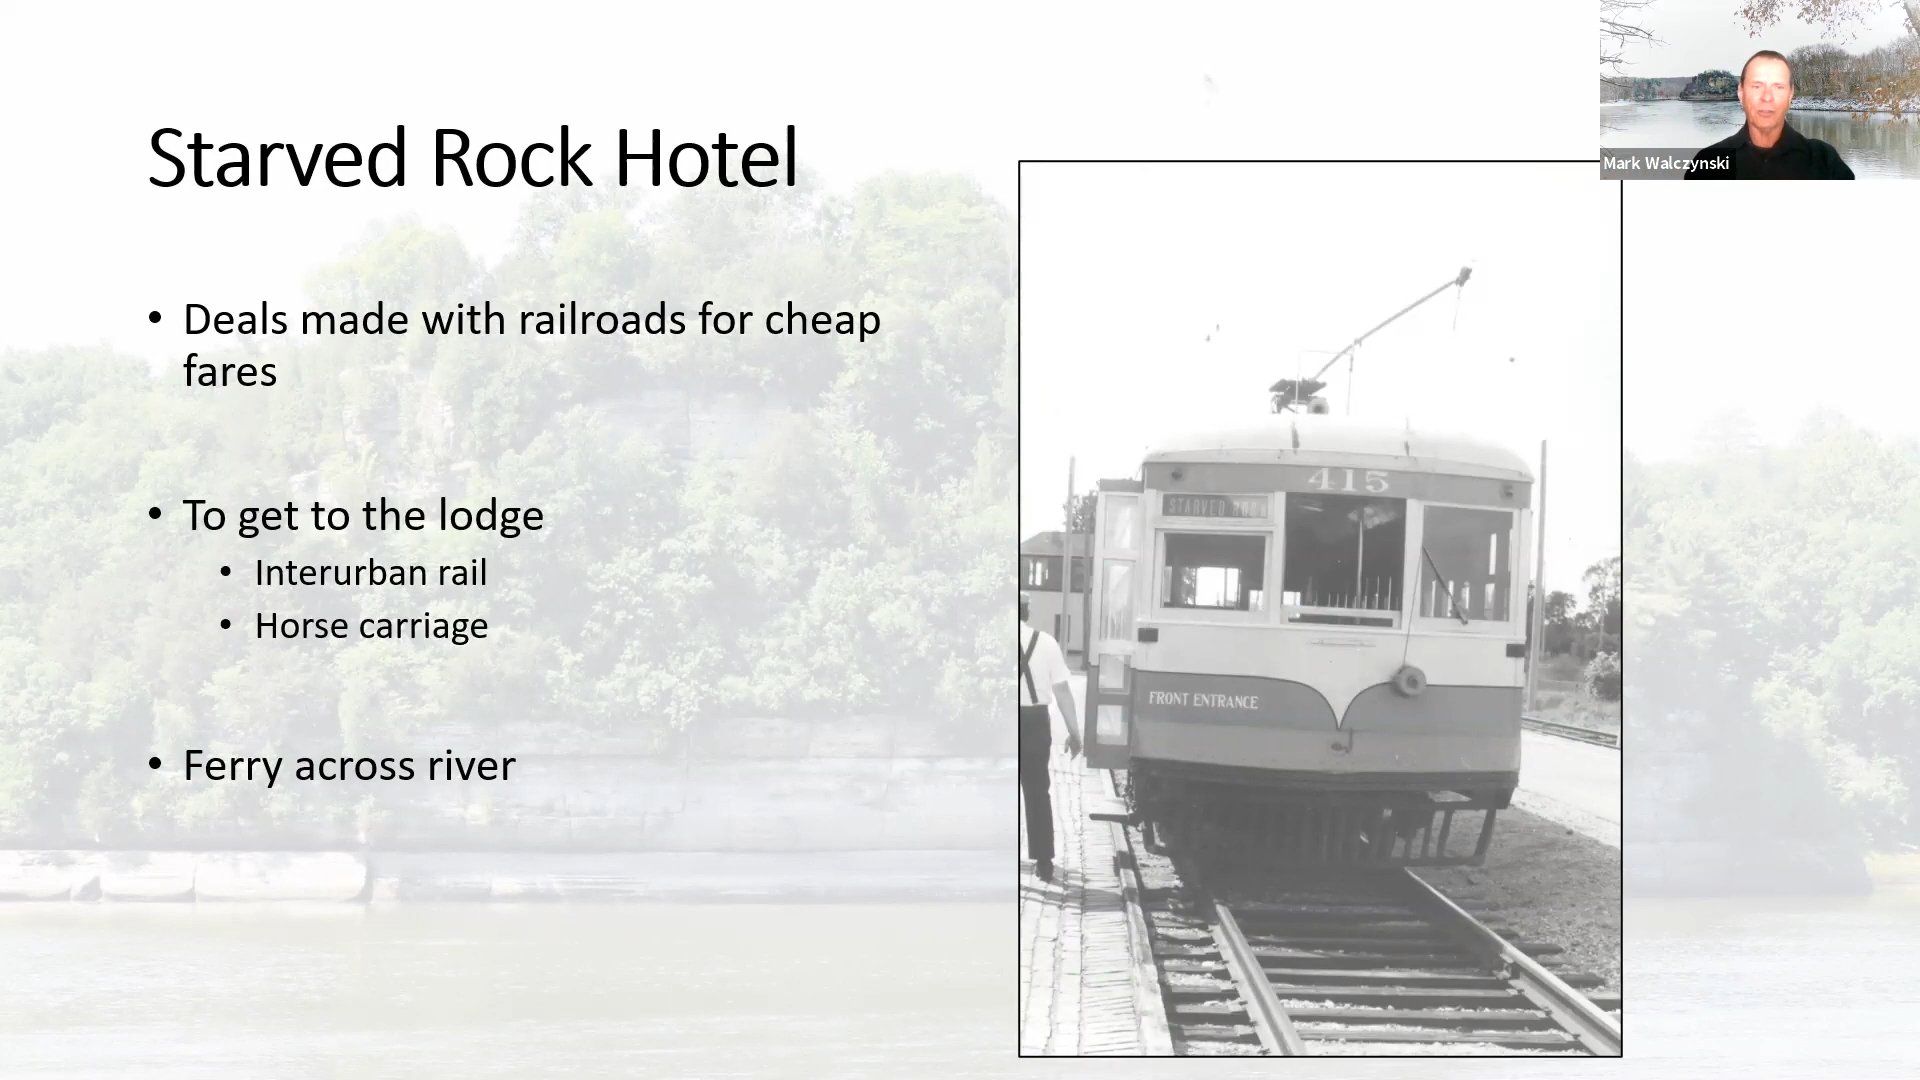 Starved Rock Hotel
• Deals made with railroads for cheap
fares
• To get to the lodge
• Interurban rail
• Horse carriage
• Ferry across river
Mark Walczynski
415
STARVED ROCK
FRONT ENTRANCE